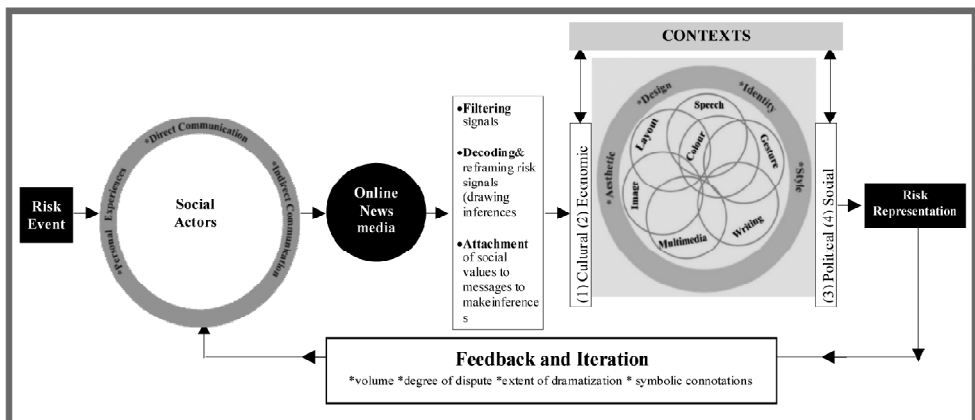 CONTEXTS
Risk
Event
*Personal Experiences
*Direct Communication
*Indirect Communication
Social
Actors
Online
News
media
•Filtering
signals
•Decoding&
reframing risk
signals
(drawing
inferences
•Attachment
of social
values to
messages to
makeinference
s
(1) Cultural (2) Economic
*Aesthetic
*Design
*Identity
*Style
Speech
Layout
Colour
Gesture
Image
Multimedia
Writing
(3) Political (4) Social
Risk
Representation
Feedback and Iteration
*volume *degree of dispute *extent of dramatization * symbolic connotations